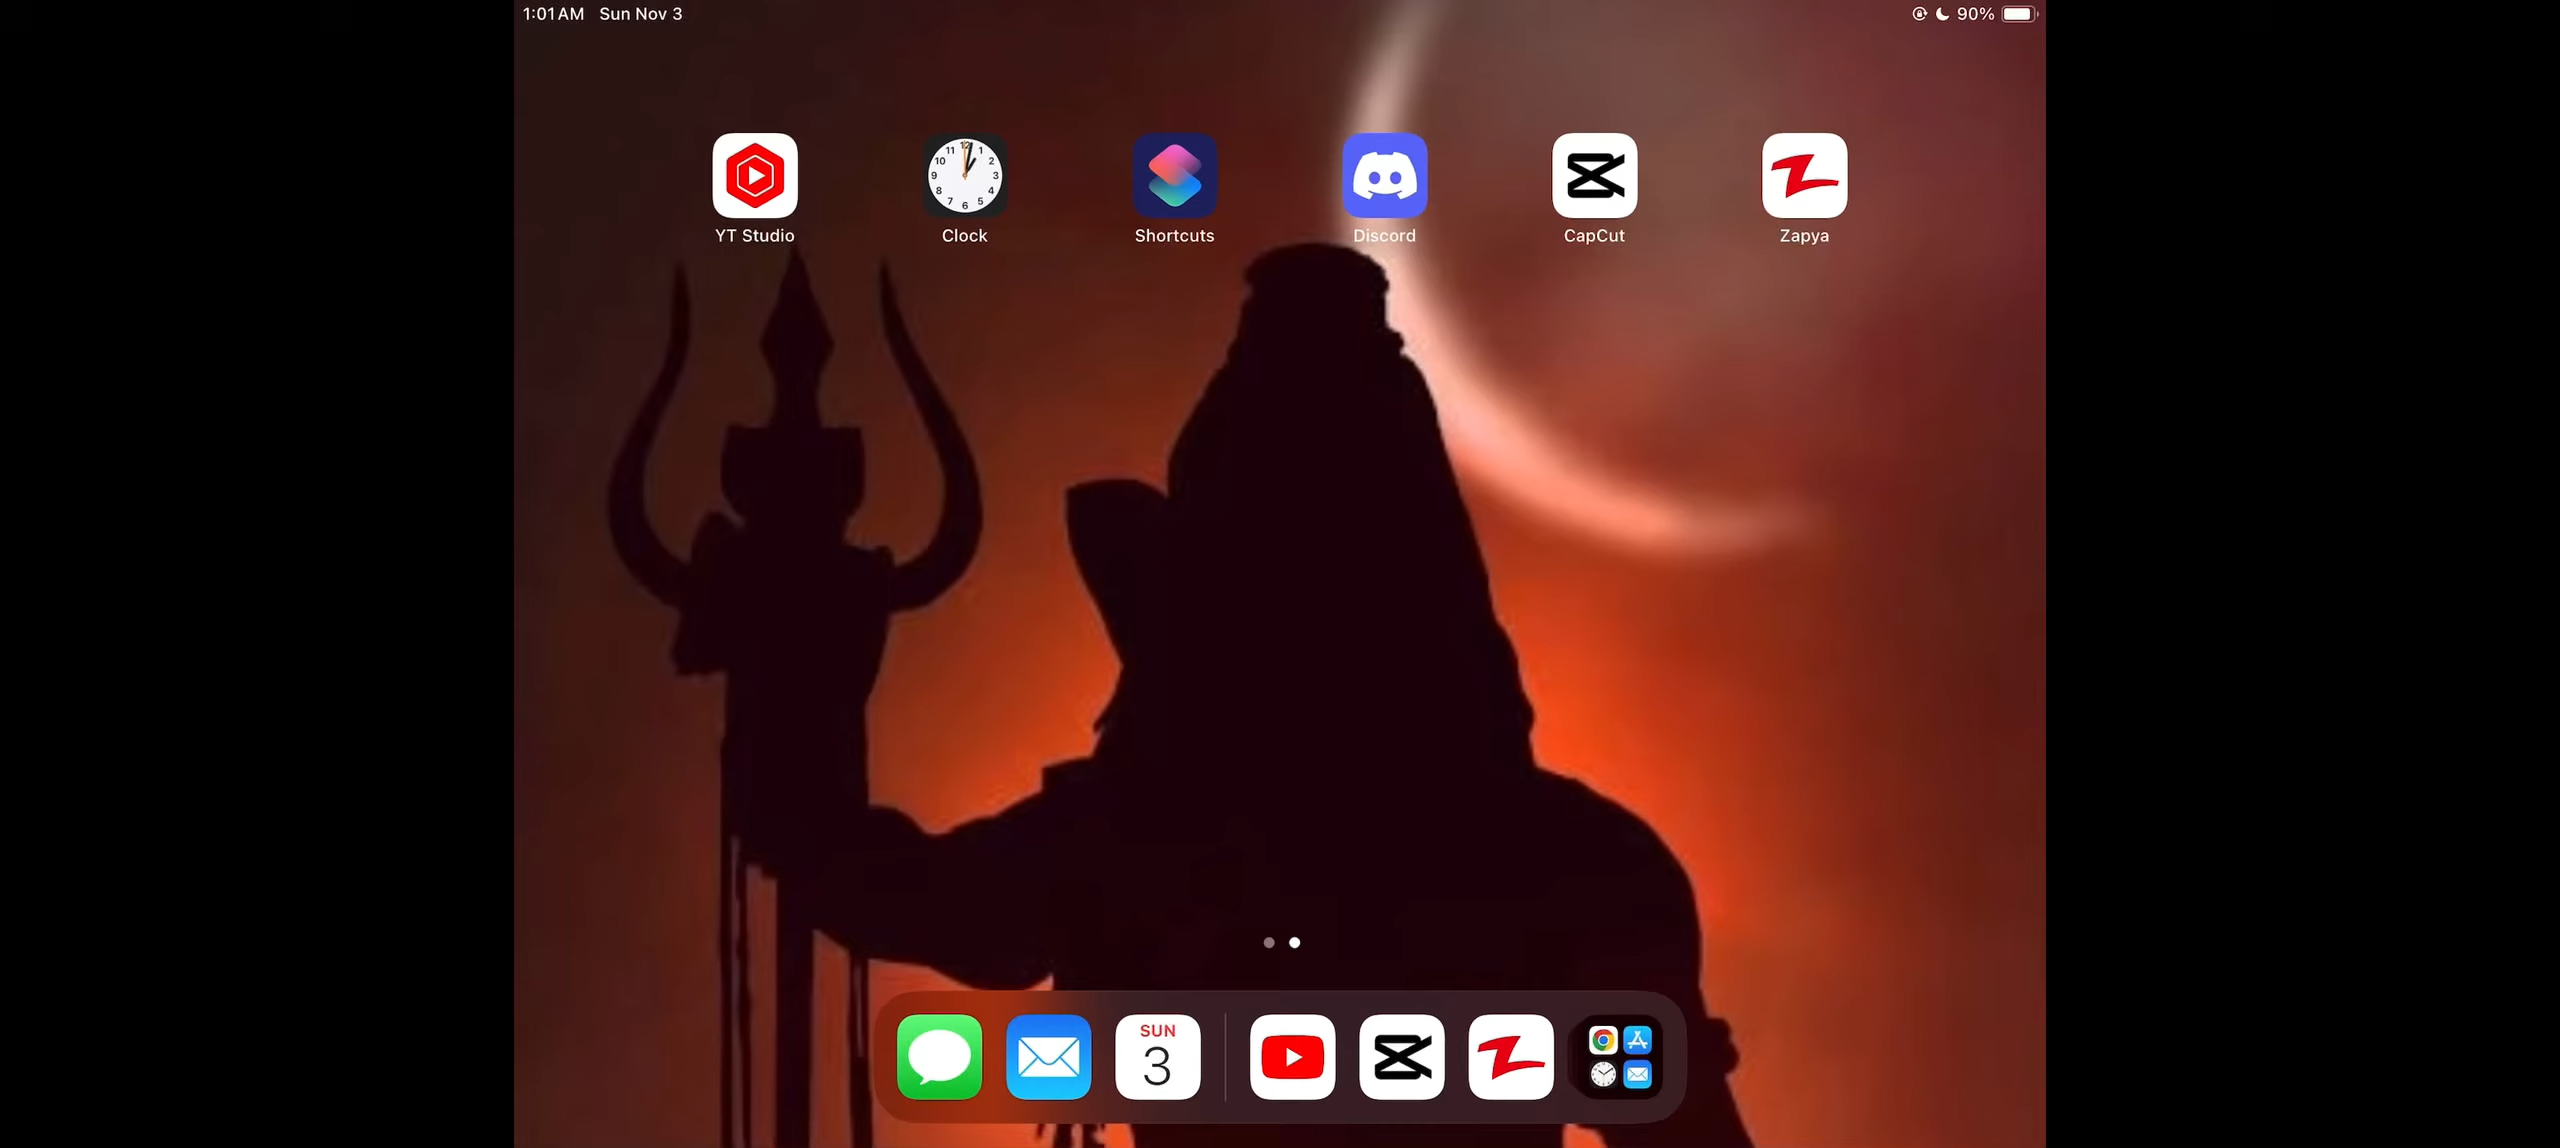 1:01 AM Sun Nov 3
90%
YT Studio
Clock
Shortcuts
Discord
CapCut
Zapya
SUN
3